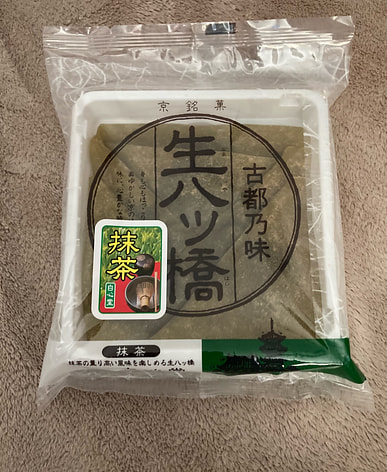 京銘菓
古都乃味
生八ッ橋
抹茶
抹茶
抹茶の薫り高い風味を楽しめる生八ッ橋